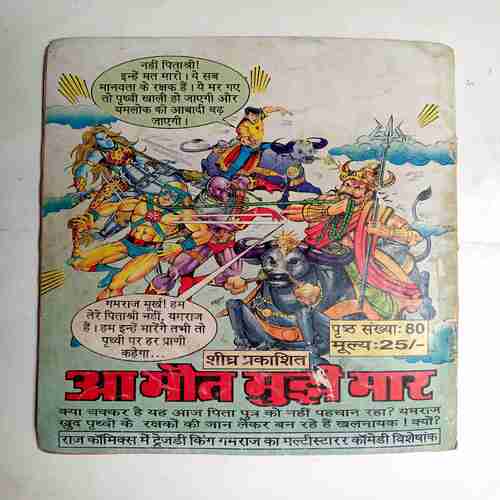 नहीं पिताश्री!
इन्हें मत मारो। ये सब
मानवता के रक्षक हैं। ये मर गए
तो पृथ्वी खाली हो जाएगी और
यमलोक की आबादी बढ़
जाएगी।
गमराज मूर्ख! हम
तेरे पिताश्री नहीं, यमराज
हैं। हम इन्हें मारेंगे तभी तो
पृथ्वी पर हर प्राणी
कहेगा...
पृष्ठ संख्या: 80
मूल्य: 25/-
शीघ्र प्रकाशित
आ मौत मुझे मार
क्या चक्कर है यह आज पिता पुत्र को नहीं पहचान रहा? यमराज
खुद पृथ्वी के रक्षकों की जान लेकर बन रहे हैं खलनायक! क्यों?
राज कॉमिक्स में ट्रेजडी किंग गमराज का मल्टीस्टारर कॉमेडी विशेषांक